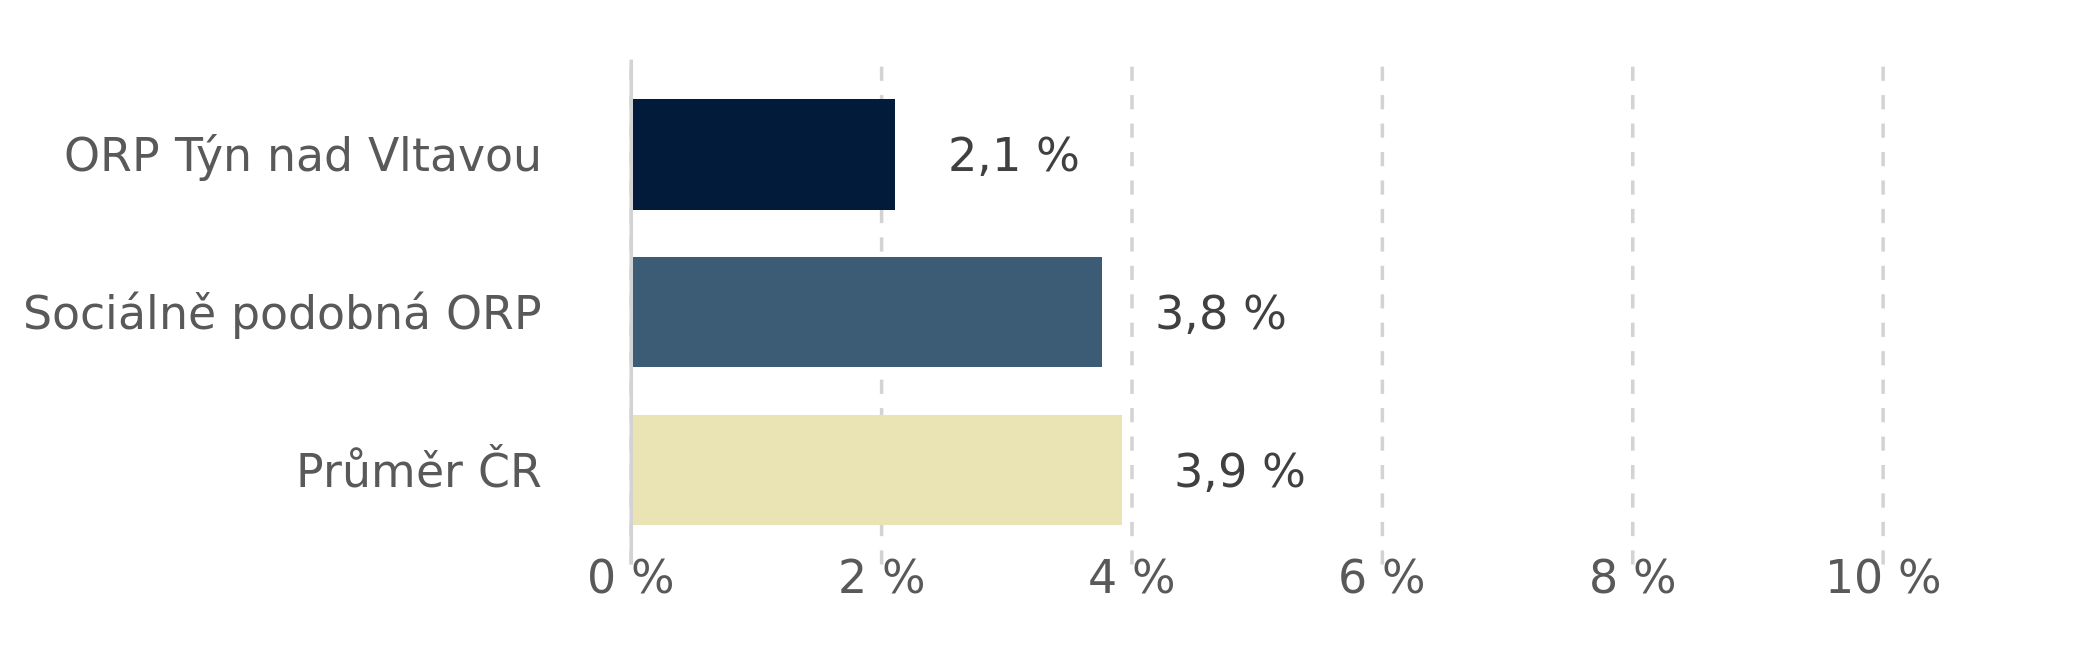 ORP Týn nad Vltavou 2,1 %
Sociálně podobná ORP 3,8 %
Průměr ČR 3,9 %
0 % 2 % 4 % 6 % 8 % 10 %